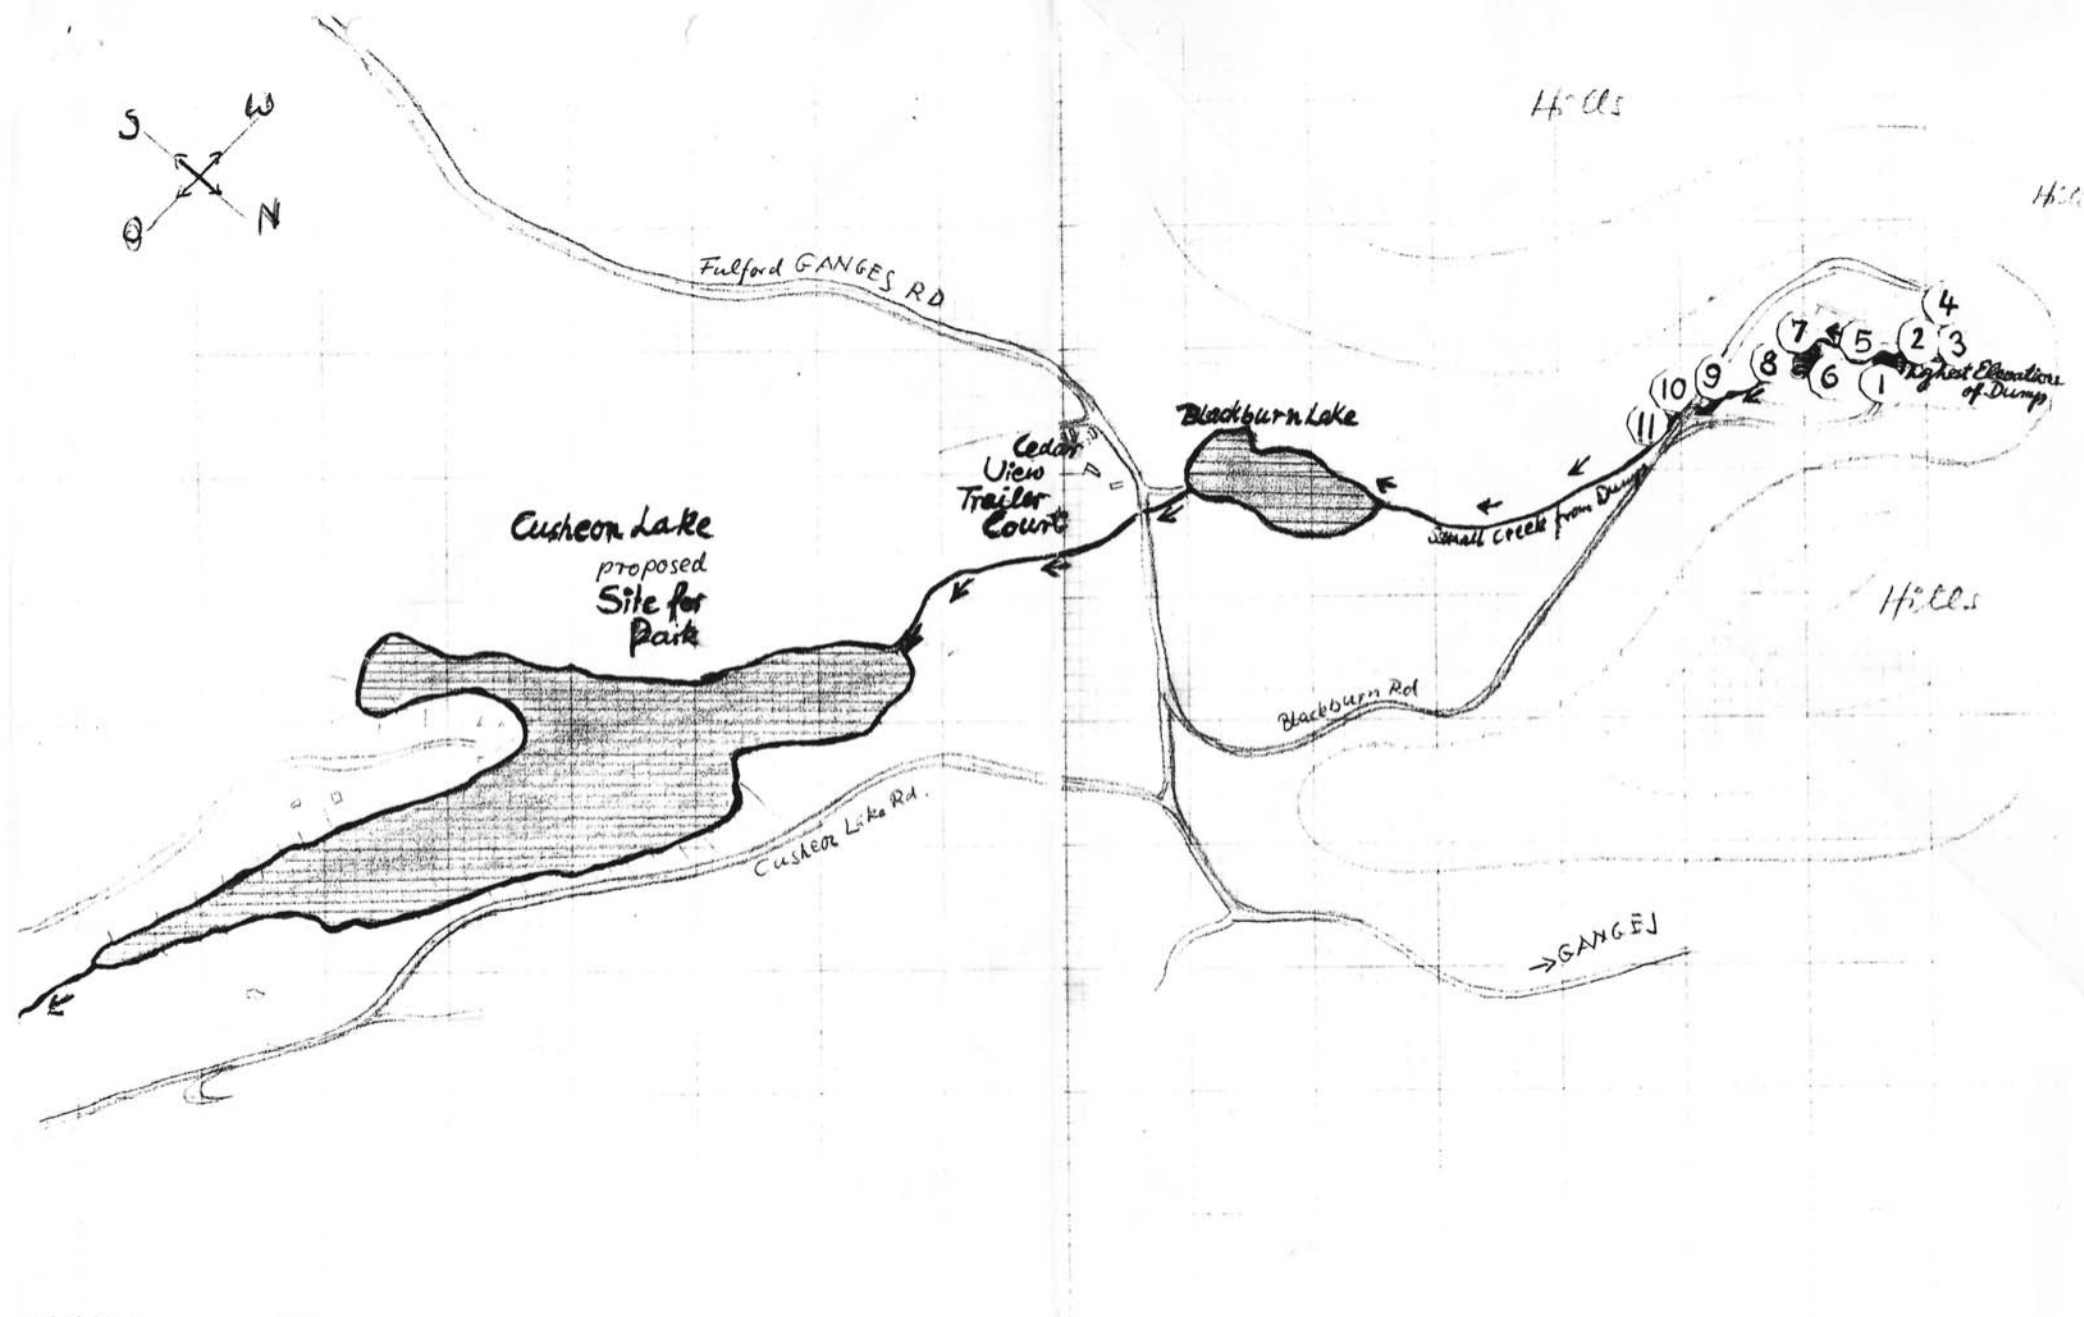 Hills
W
S
O
N
Hill
Fulford GANGES RD
4
7
5
2
3
8
6
1
Highest Elevation
of Dump
10
9
11
Blackburn Lake
Cedar
View
Trailer
Court
Small Creek from Dump
Cusheon Lake
proposed
Site for
Park
Hills
Blackburn Rd
Cusheon Lake Rd.
→GANGES